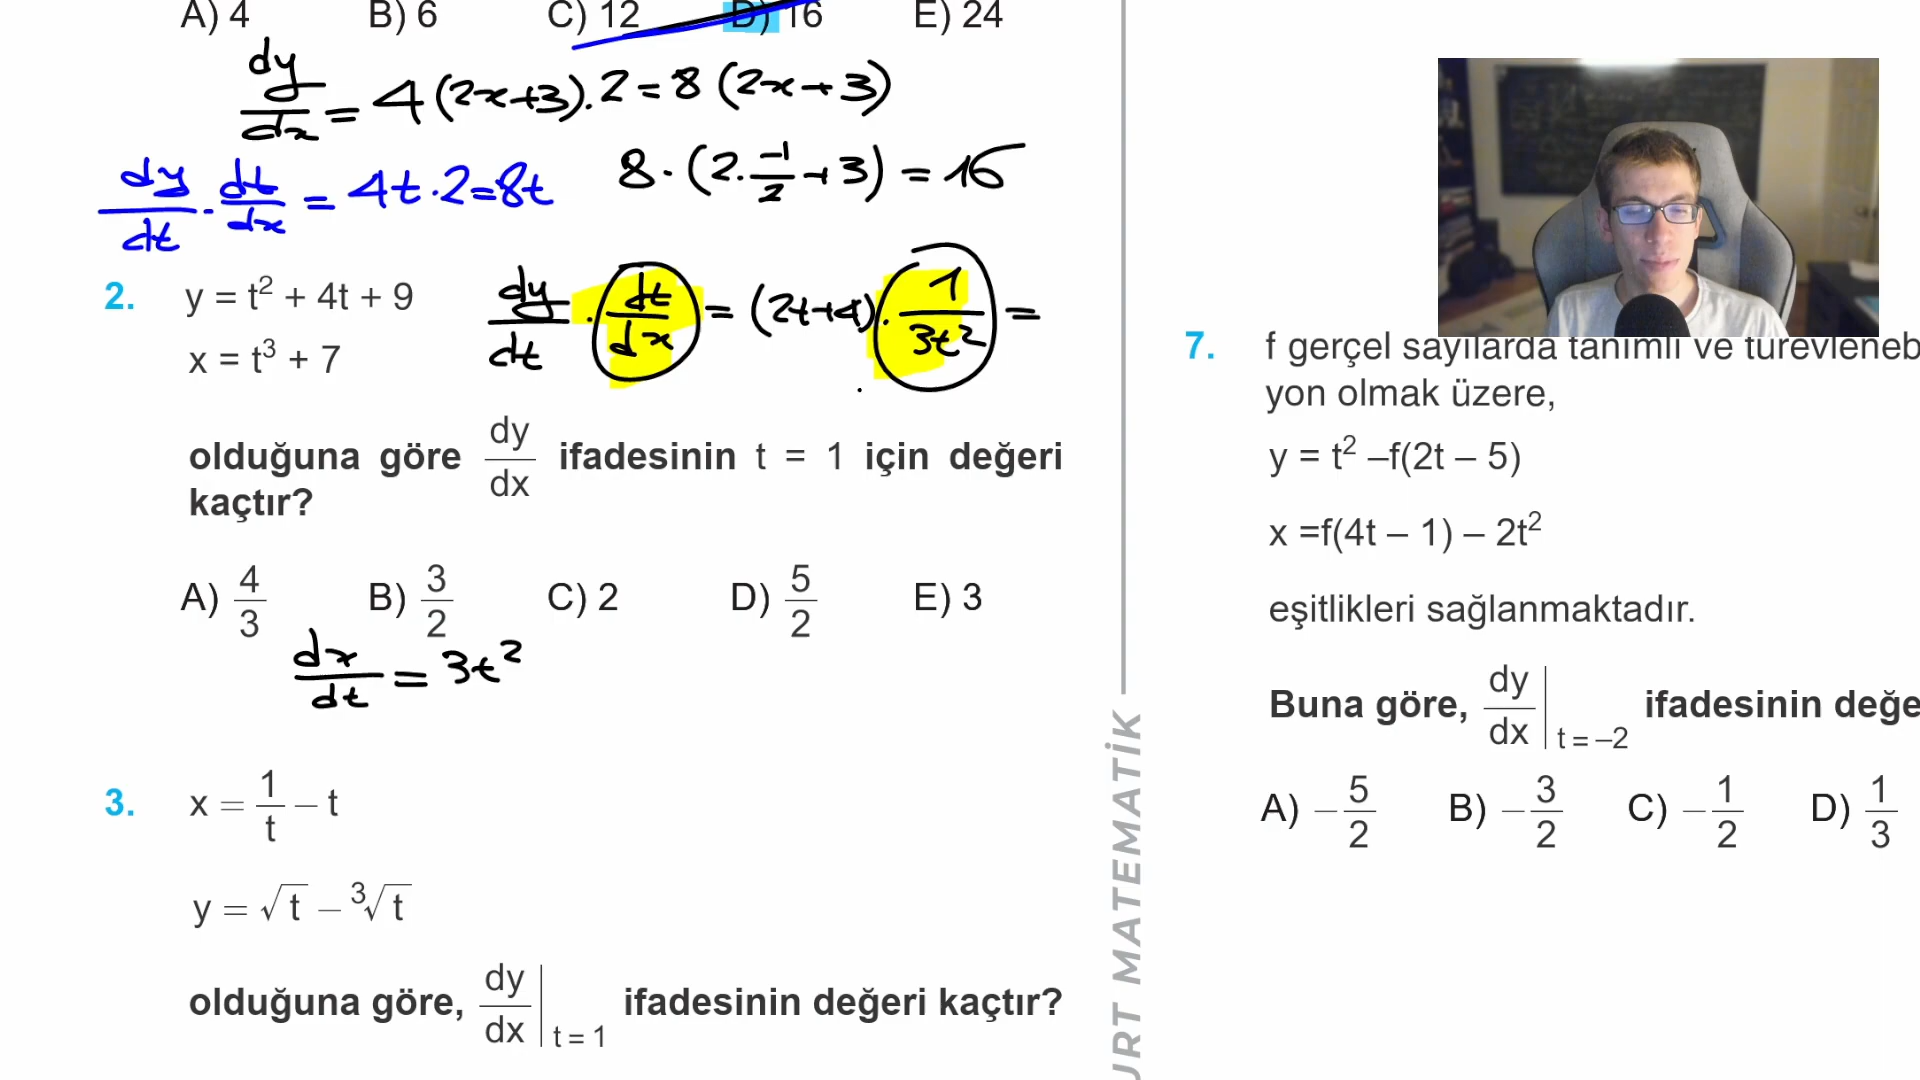 A) 4 B) 6 C) 12 D) 16 E) 24
dy/dx = 4(2x+3).2 = 8(2x+3)
8·(2·-1/2+3) = 16
dy/dt · dt/dx = 4t·2=8t
2. y = t² + 4t + 9
x = t³ + 7
dy/dt · dt/dx = (2t+4)·1/3t² =
olduğuna göre dy/dx ifadesinin t = 1 için değeri
kaçtır?
A) 4/3 B) 3/2 C) 2 D) 5/2 E) 3
dx/dt = 3t²
3. x = 1/t – t
y = √t – ³√t
olduğuna göre, dy/dx | t = 1 ifadesinin değeri kaçtır?
URT MATEMATİK
7. f gerçel sayılarda tanımlı ve türevleneb
yon olmak üzere,
y = t² –f(2t – 5)
x =f(4t – 1) – 2t²
eşitlikleri sağlanmaktadır.
Buna göre, dy/dx | t = –2 ifadesinin değe
A) –5/2 B) –3/2 C) –1/2 D) 1/3